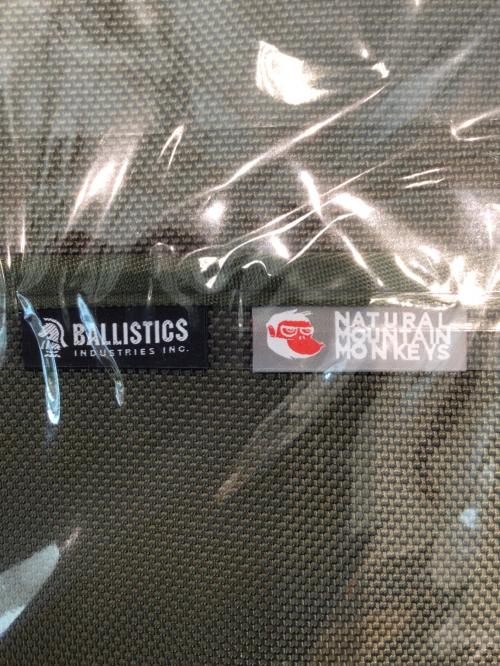 BALLISTICS
INDUSTRIES INC.
NATURAL
MOUNTAIN
MONKEYS